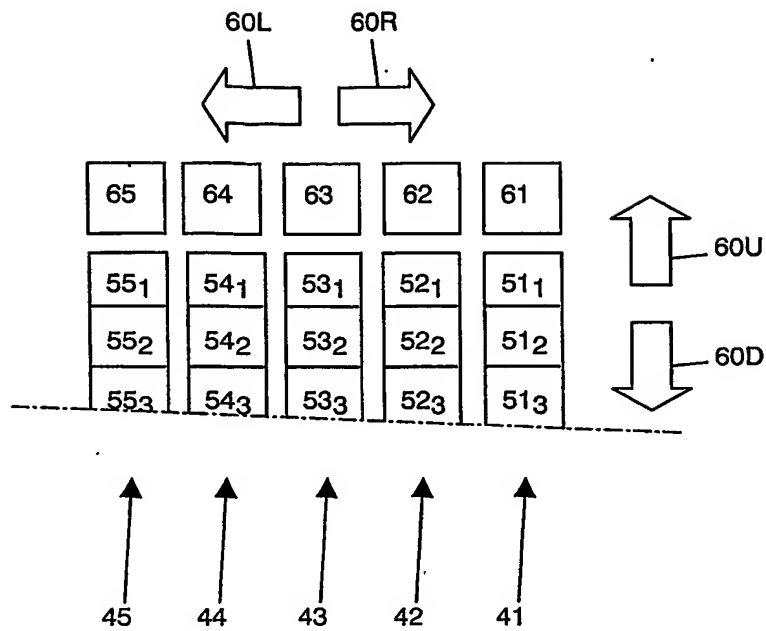 60L 60R
65 64 63 62 61
60U
55₁ 54₁ 53₁ 52₁ 51₁
55₂ 54₂ 53₂ 52₂ 51₂
60D
55₃ 54₃ 53₃ 52₃ 51₃
45 44 43 42 41